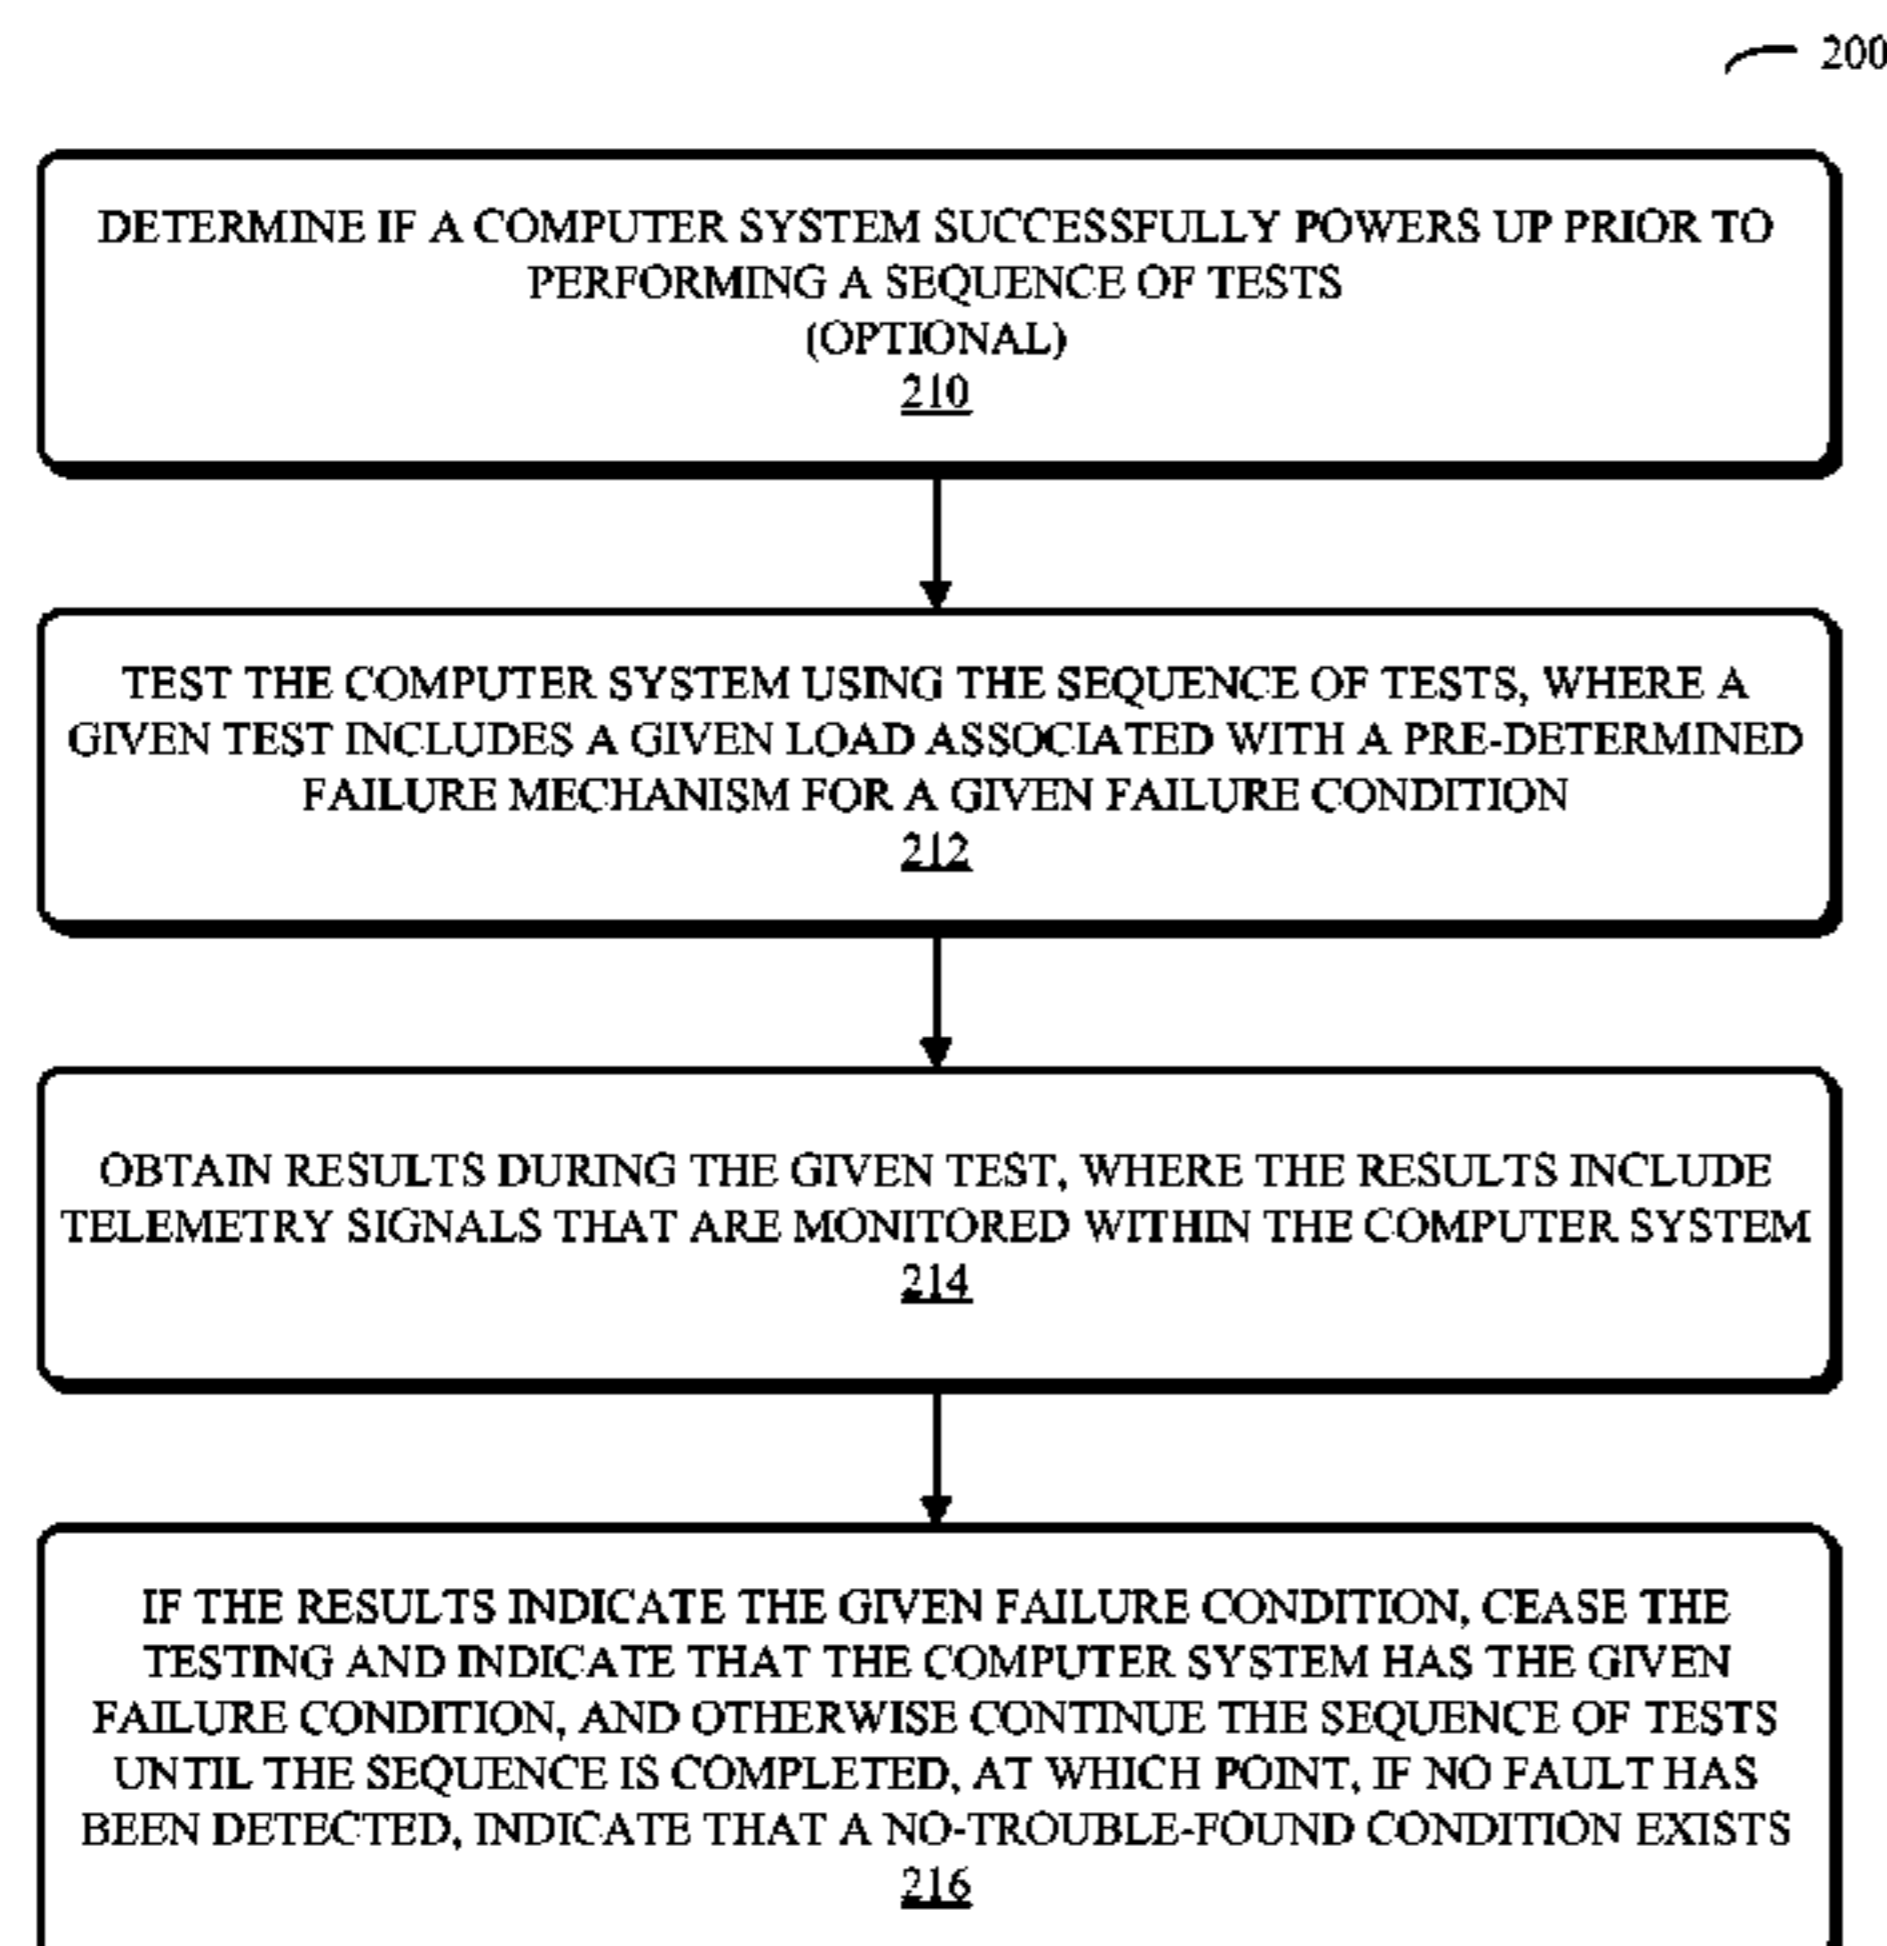 200
DETERMINE IF A COMPUTER SYSTEM SUCCESSFULLY POWERS UP PRIOR TO
PERFORMING A SEQUENCE OF TESTS
(OPTIONAL)
210
TEST THE COMPUTER SYSTEM USING THE SEQUENCE OF TESTS, WHERE A
GIVEN TEST INCLUDES A GIVEN LOAD ASSOCIATED WITH A PRE-DETERMINED
FAILURE MECHANISM FOR A GIVEN FAILURE CONDITION
212
OBTAIN RESULTS DURING THE GIVEN TEST, WHERE THE RESULTS INCLUDE
TELEMETRY SIGNALS THAT ARE MONITORED WITHIN THE COMPUTER SYSTEM
214
IF THE RESULTS INDICATE THE GIVEN FAILURE CONDITION, CEASE THE
TESTING AND INDICATE THAT THE COMPUTER SYSTEM HAS THE GIVEN
FAILURE CONDITION, AND OTHERWISE CONTINUE THE SEQUENCE OF TESTS
UNTIL THE SEQUENCE IS COMPLETED, AT WHICH POINT, IF NO FAULT HAS
BEEN DETECTED, INDICATE THAT A NO-TROUBLE-FOUND CONDITION EXISTS
216